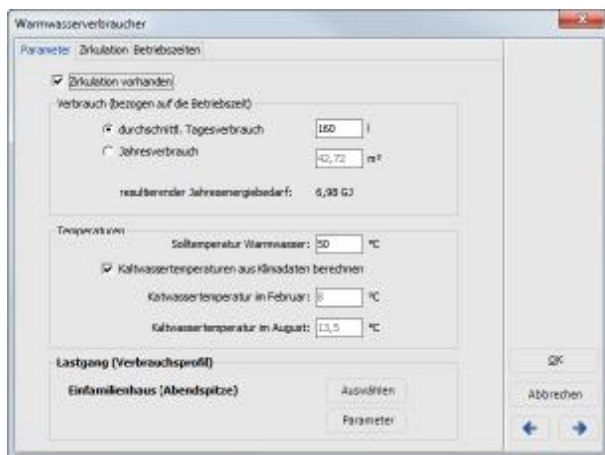 Warmwasserverbraucher
Parameter Zirkulation Betriebszeiten
Zirkulation vorhanden
Verbrauch (bezogen auf die Betriebszeit)
durchschnittl. Tagesverbrauch 160 l
Jahresverbrauch 42,72 m³
resultierender Jahresenergiebedarf: 6,98 GJ
Temperaturen
Solltemperatur Warmwasser: 50 °C
Kaltwassertemperaturen aus Klimadaten berechnen
Kaltwassertemperatur im Februar: 8 °C
Kaltwassertemperatur im August: 13,5 °C
Lastgang (Verbrauchsprofil)
Einfamilienhaus (Abendspitze) Auswählen
Parameter
OK
Abbrechen